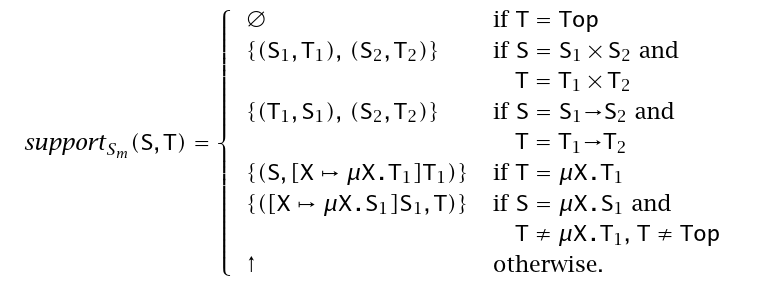 ∅ if T = Top
{(S₁,T₁), (S₂,T₂)} if S = S₁ × S₂ and
T = T₁ × T₂
{(T₁,S₁), (S₂,T₂)} if S = S₁→S₂ and
T = T₁→T₂
support_{S_m}(S,T) =
{(S,[X ↦ μX.T₁]T₁)} if T = μX.T₁
{([X ↦ μX.S₁]S₁,T)} if S = μX.S₁ and
T ≠ μX.T₁, T ≠ Top
↑ otherwise.